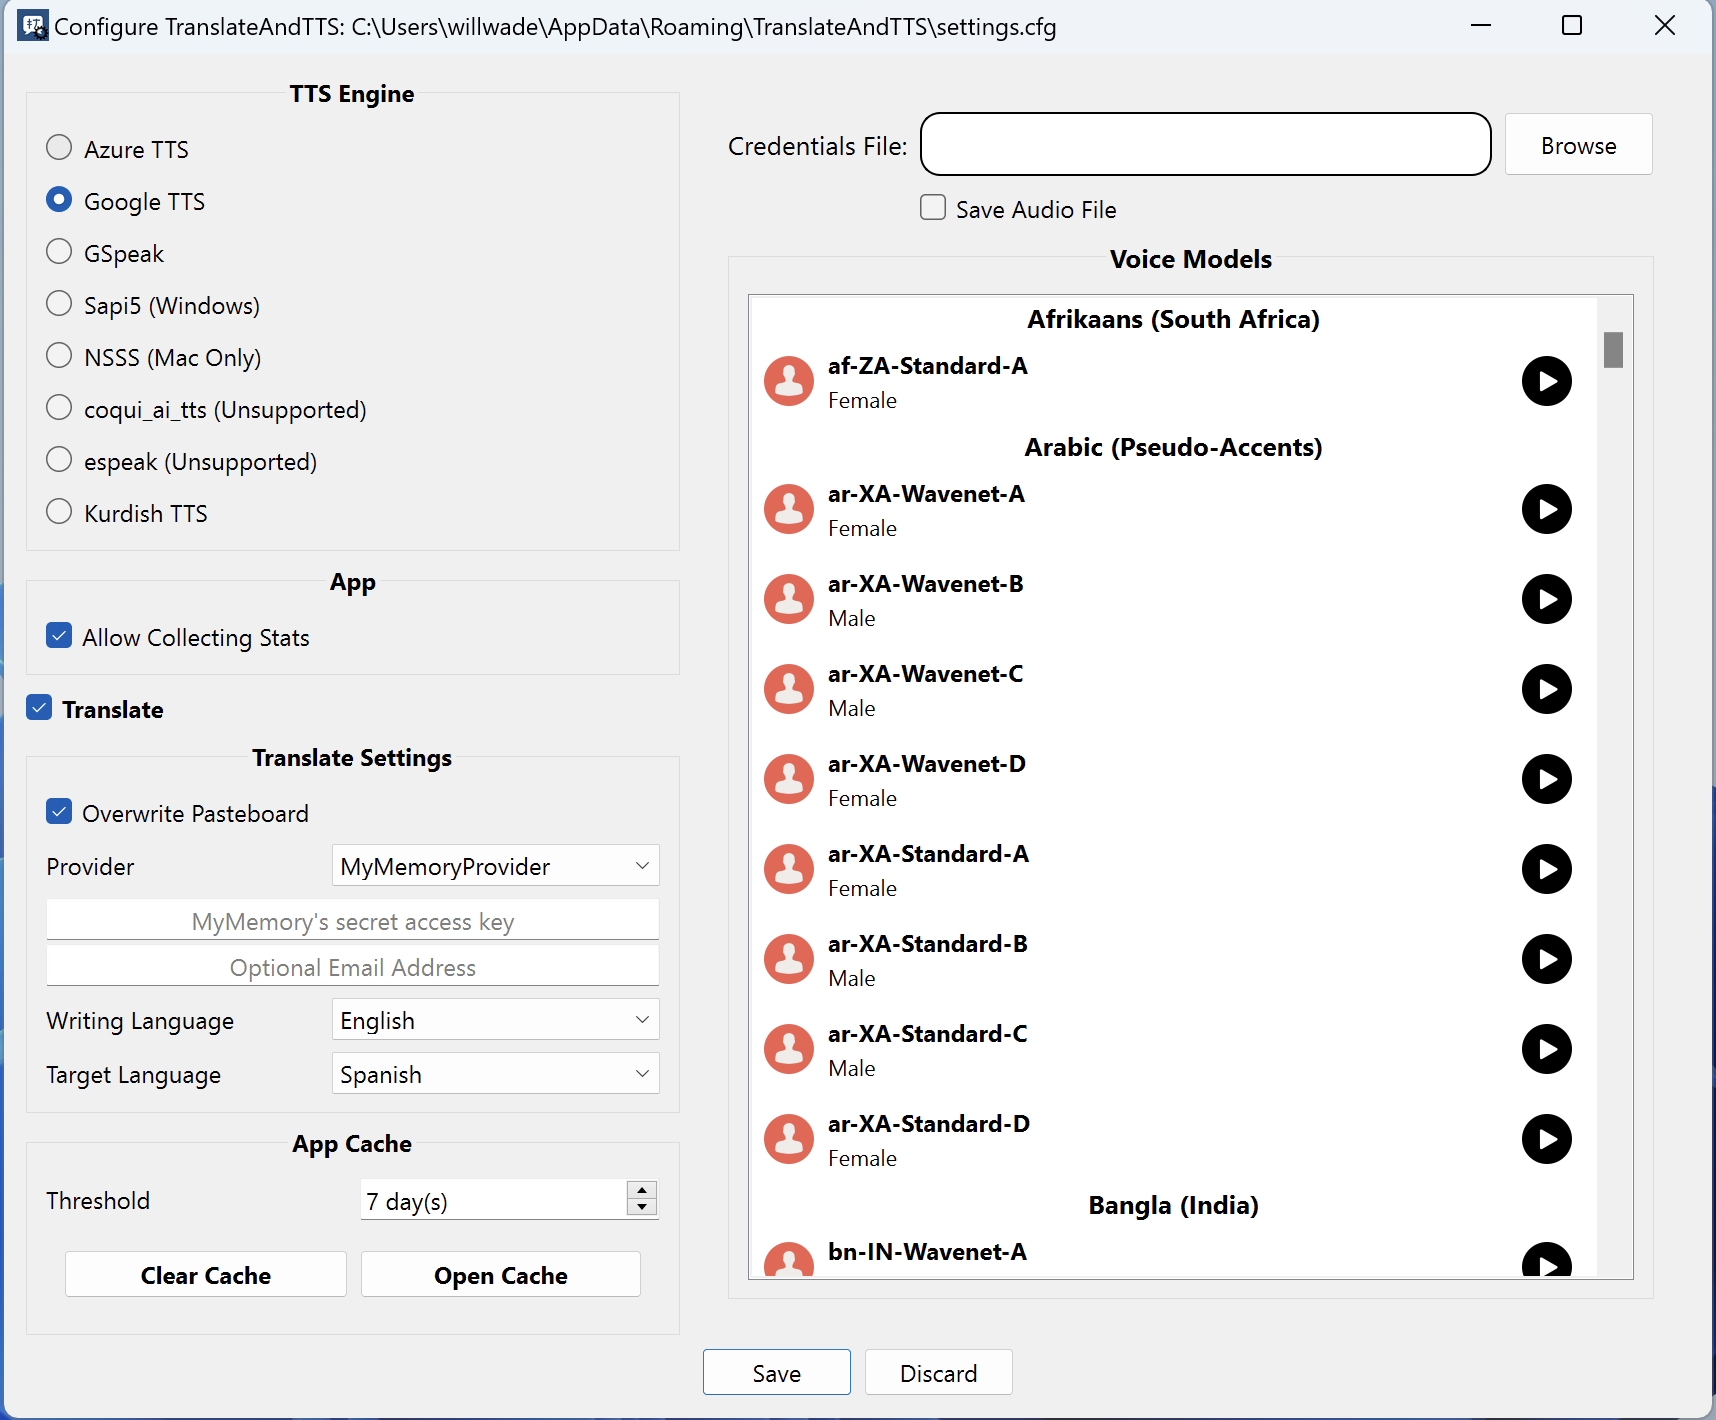 Configure TranslateAndTTS: C:\Users\willwade\AppData\Roaming\TranslateAndTTS\settings.cfg
TTS Engine
Azure TTS
Google TTS
GSpeak
Sapi5 (Windows)
NSSS (Mac Only)
coqui_ai_tts (Unsupported)
espeak (Unsupported)
Kurdish TTS
App
Allow Collecting Stats
Translate
Translate Settings
Overwrite Pasteboard
Provider MyMemoryProvider
MyMemory's secret access key
Optional Email Address
Writing Language English
Target Language Spanish
App Cache
Threshold 7 day(s)
Clear Cache Open Cache
Credentials File: Browse
Save Audio File
Voice Models
Afrikaans (South Africa)
af-ZA-Standard-A
Female
Arabic (Pseudo-Accents)
ar-XA-Wavenet-A
Female
ar-XA-Wavenet-B
Male
ar-XA-Wavenet-C
Male
ar-XA-Wavenet-D
Female
ar-XA-Standard-A
Female
ar-XA-Standard-B
Male
ar-XA-Standard-C
Male
ar-XA-Standard-D
Female
Bangla (India)
bn-IN-Wavenet-A
Save Discard